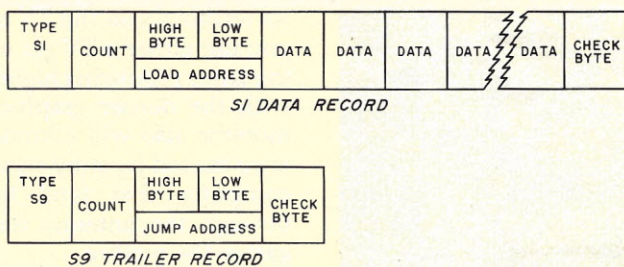 TYPE S1
COUNT
HIGH BYTE
LOW BYTE
LOAD ADDRESS
DATA
DATA
DATA
DATA
DATA
CHECK BYTE
S1 DATA RECORD
TYPE S9
COUNT
HIGH BYTE
LOW BYTE
JUMP ADDRESS
CHECK BYTE
S9 TRAILER RECORD